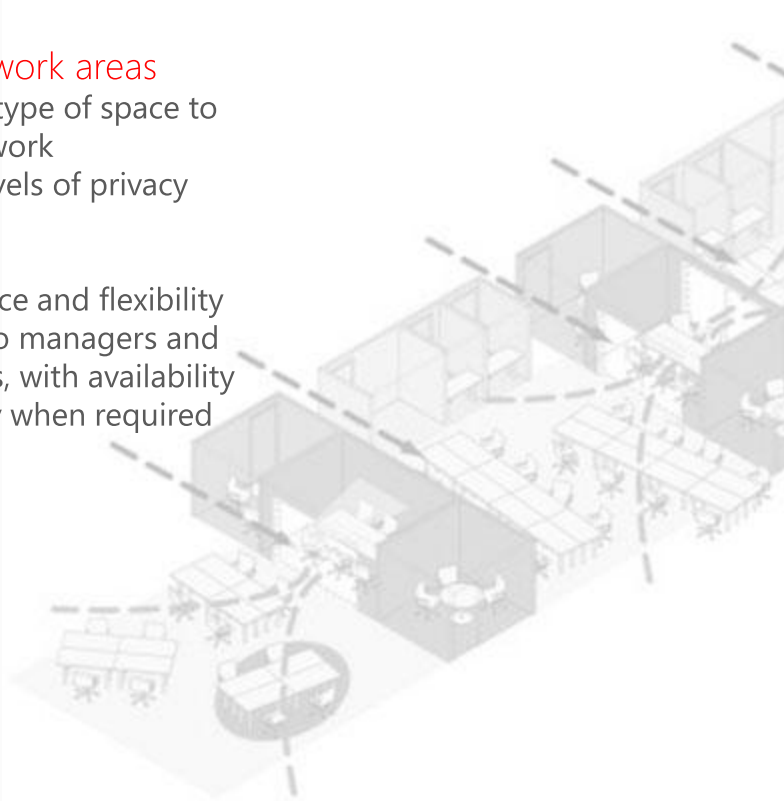 work areas
type of space to
work
vels of privacy
ce and flexibility
o managers and
s, with availability
y when required